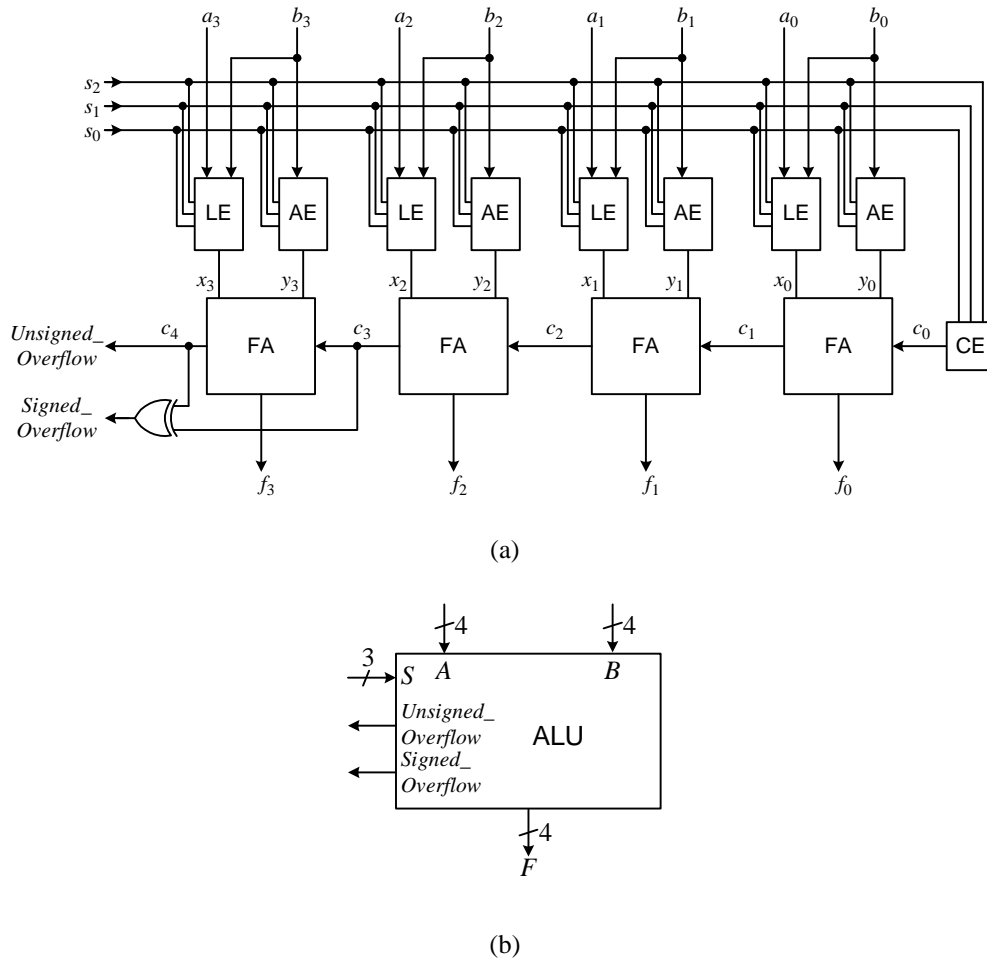 a3 b3 a2 b2 a1 b1 a0 b0
s2
s1
s0
LE AE LE AE LE AE LE AE
x3 y3 x2 y2 x1 y1 x0 y0
Unsigned_
Overflow
c4 FA c3 FA c2 FA c1 FA c0 CE
Signed_
Overflow
f3 f2 f1 f0
(a)
4 4
3
S A B
Unsigned_
Overflow
ALU
Signed_
Overflow
4
F
(b)